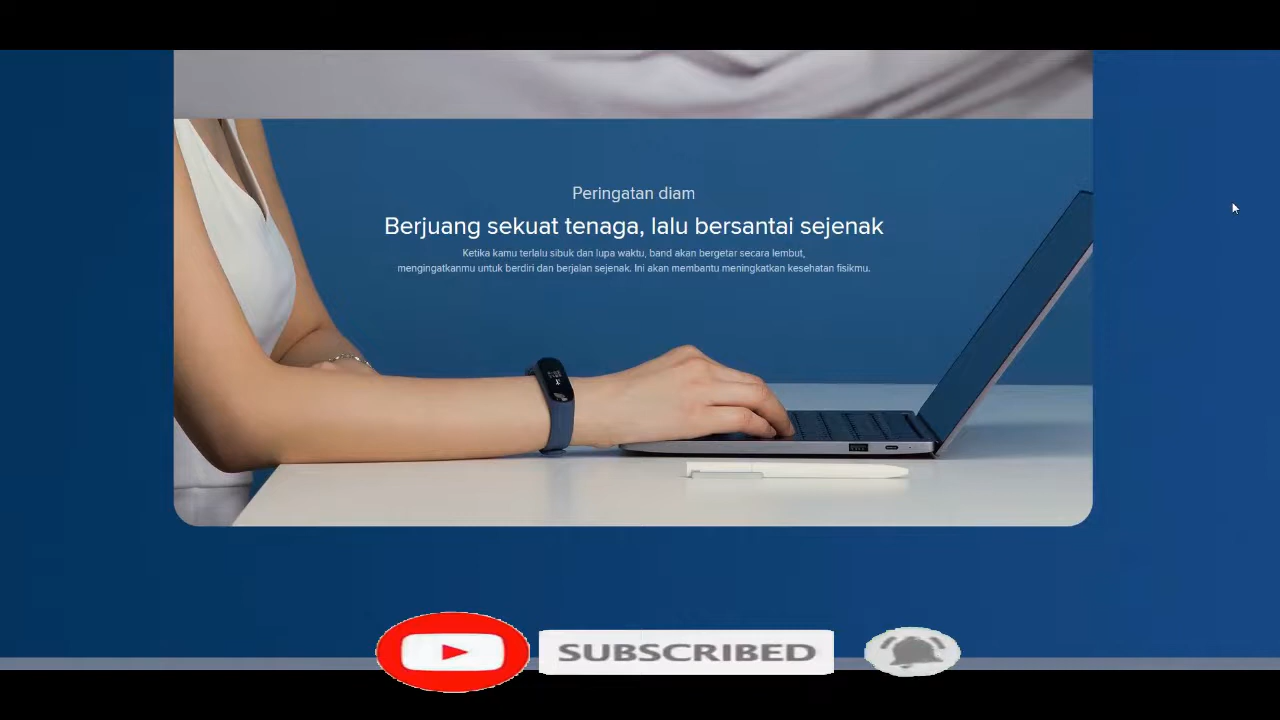 Peringatan diam
Berjuang sekuat tenaga, lalu bersantai sejenak
Ketika kamu terlalu sibuk dan lupa waktu, band akan bergetar secara lembut,
mengingatkanmu untuk berdiri dan berjalan sejenak. Ini akan membantu meningkatkan kesehatan fisikmu.
SUBSCRIBED